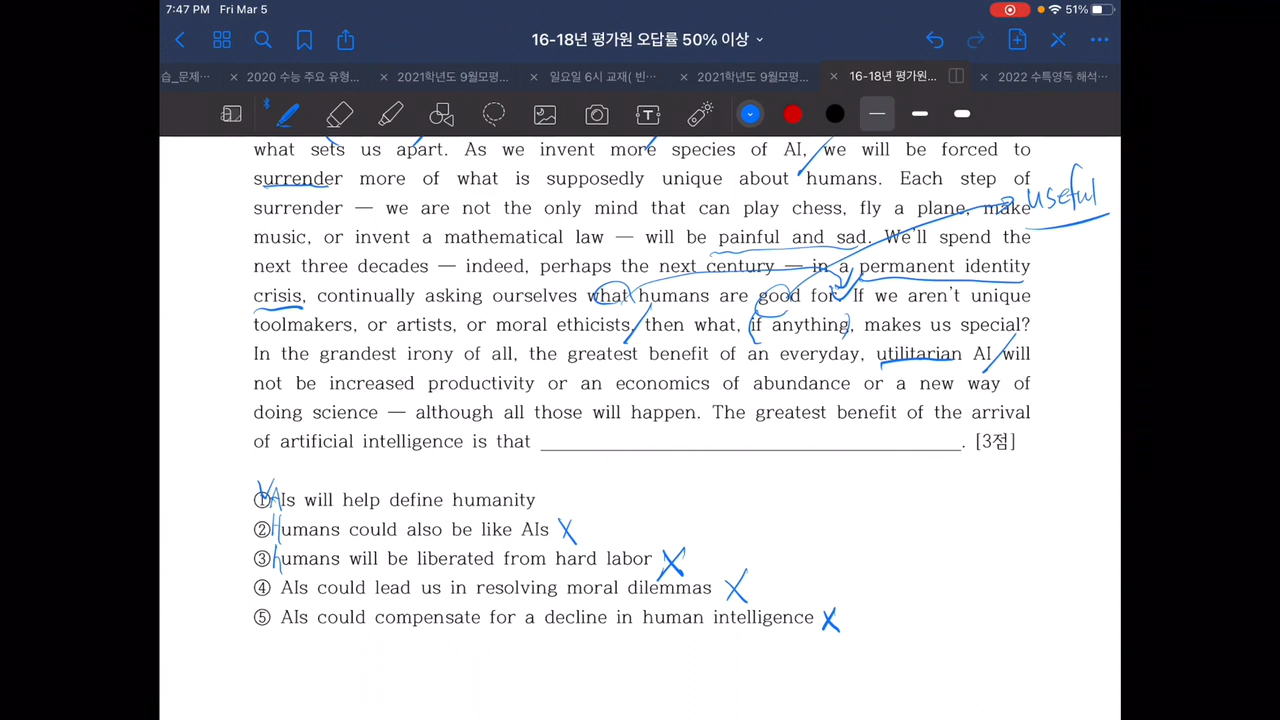 7:47 PM Fri Mar 5
51%
16-18년 평가원 오답률 50% 이상
습_문제…
2020 수능 주요 유형…
2021학년도 9월모평…
일요일 6시 교재( 빈…
2021학년도 9월모평…
16-18년 평가원…
2022 수특영독 해석…
what sets us apart. As we invent more species of AI, we will be forced to
surrender more of what is supposedly unique about humans. Each step of
surrender — we are not the only mind that can play chess, fly a plane, make
useful
music, or invent a mathematical law — will be painful and sad. We'll spend the
next three decades — indeed, perhaps the next century — in a permanent identity
crisis, continually asking ourselves what humans are good for. If we aren't unique
toolmakers, or artists, or moral ethicists, then what, if anything, makes us special?
In the grandest irony of all, the greatest benefit of an everyday, utilitarian AI will
not be increased productivity or an economics of abundance or a new way of
doing science — although all those will happen. The greatest benefit of the arrival
of artificial intelligence is that ______________________. [3점]
① AIs will help define humanity
② Humans could also be like AIs X
③ humans will be liberated from hard labor X
④ AIs could lead us in resolving moral dilemmas X
⑤ AIs could compensate for a decline in human intelligence X